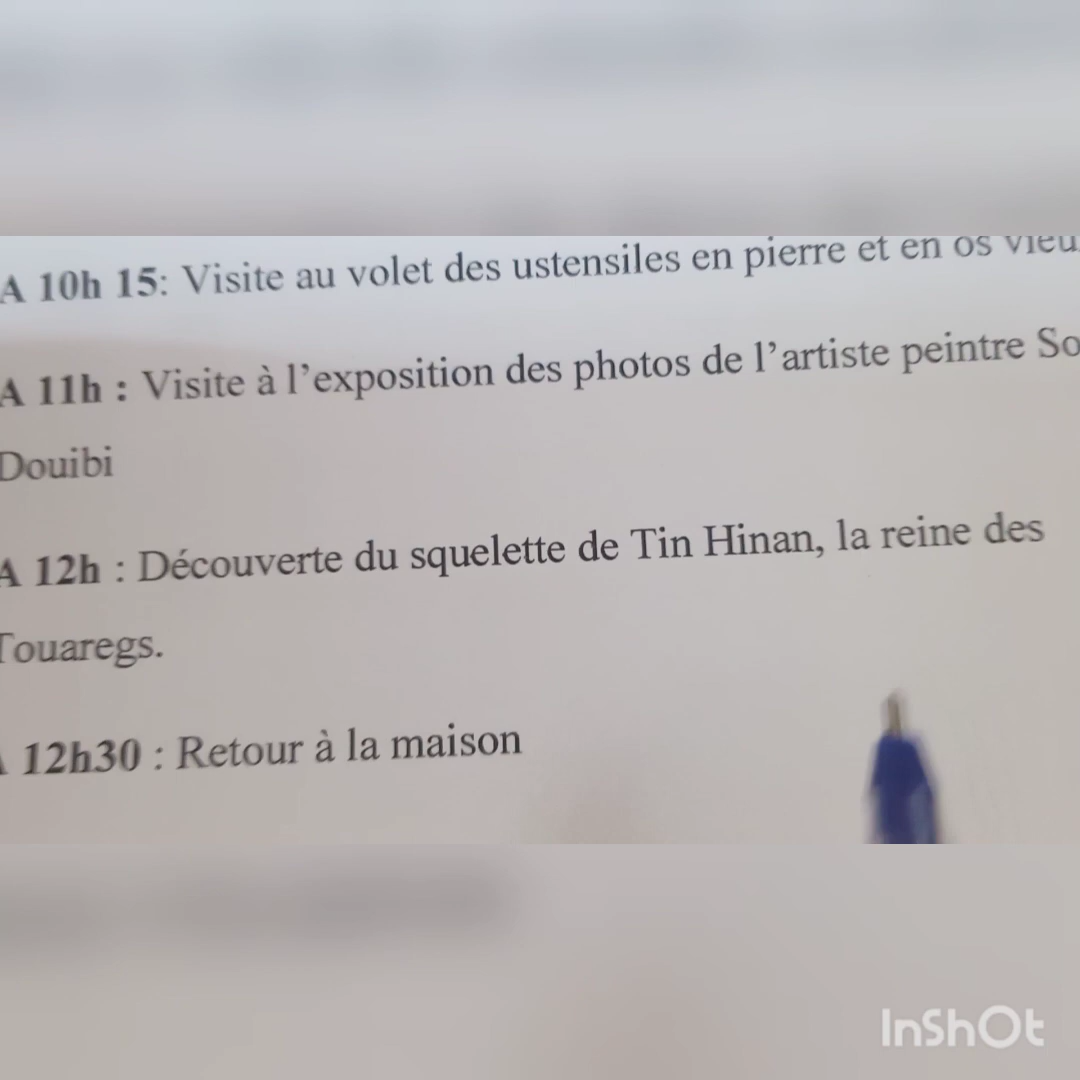 A 10h 15: Visite au volet des ustensiles en pierre et en os
A 11h : Visite à l'exposition des photos de l'artiste peintre
Douibi
A 12h : Découverte du squelette de Tin Hinan, la reine des
Touaregs.
A 12h30 : Retour à la maison
InShOt